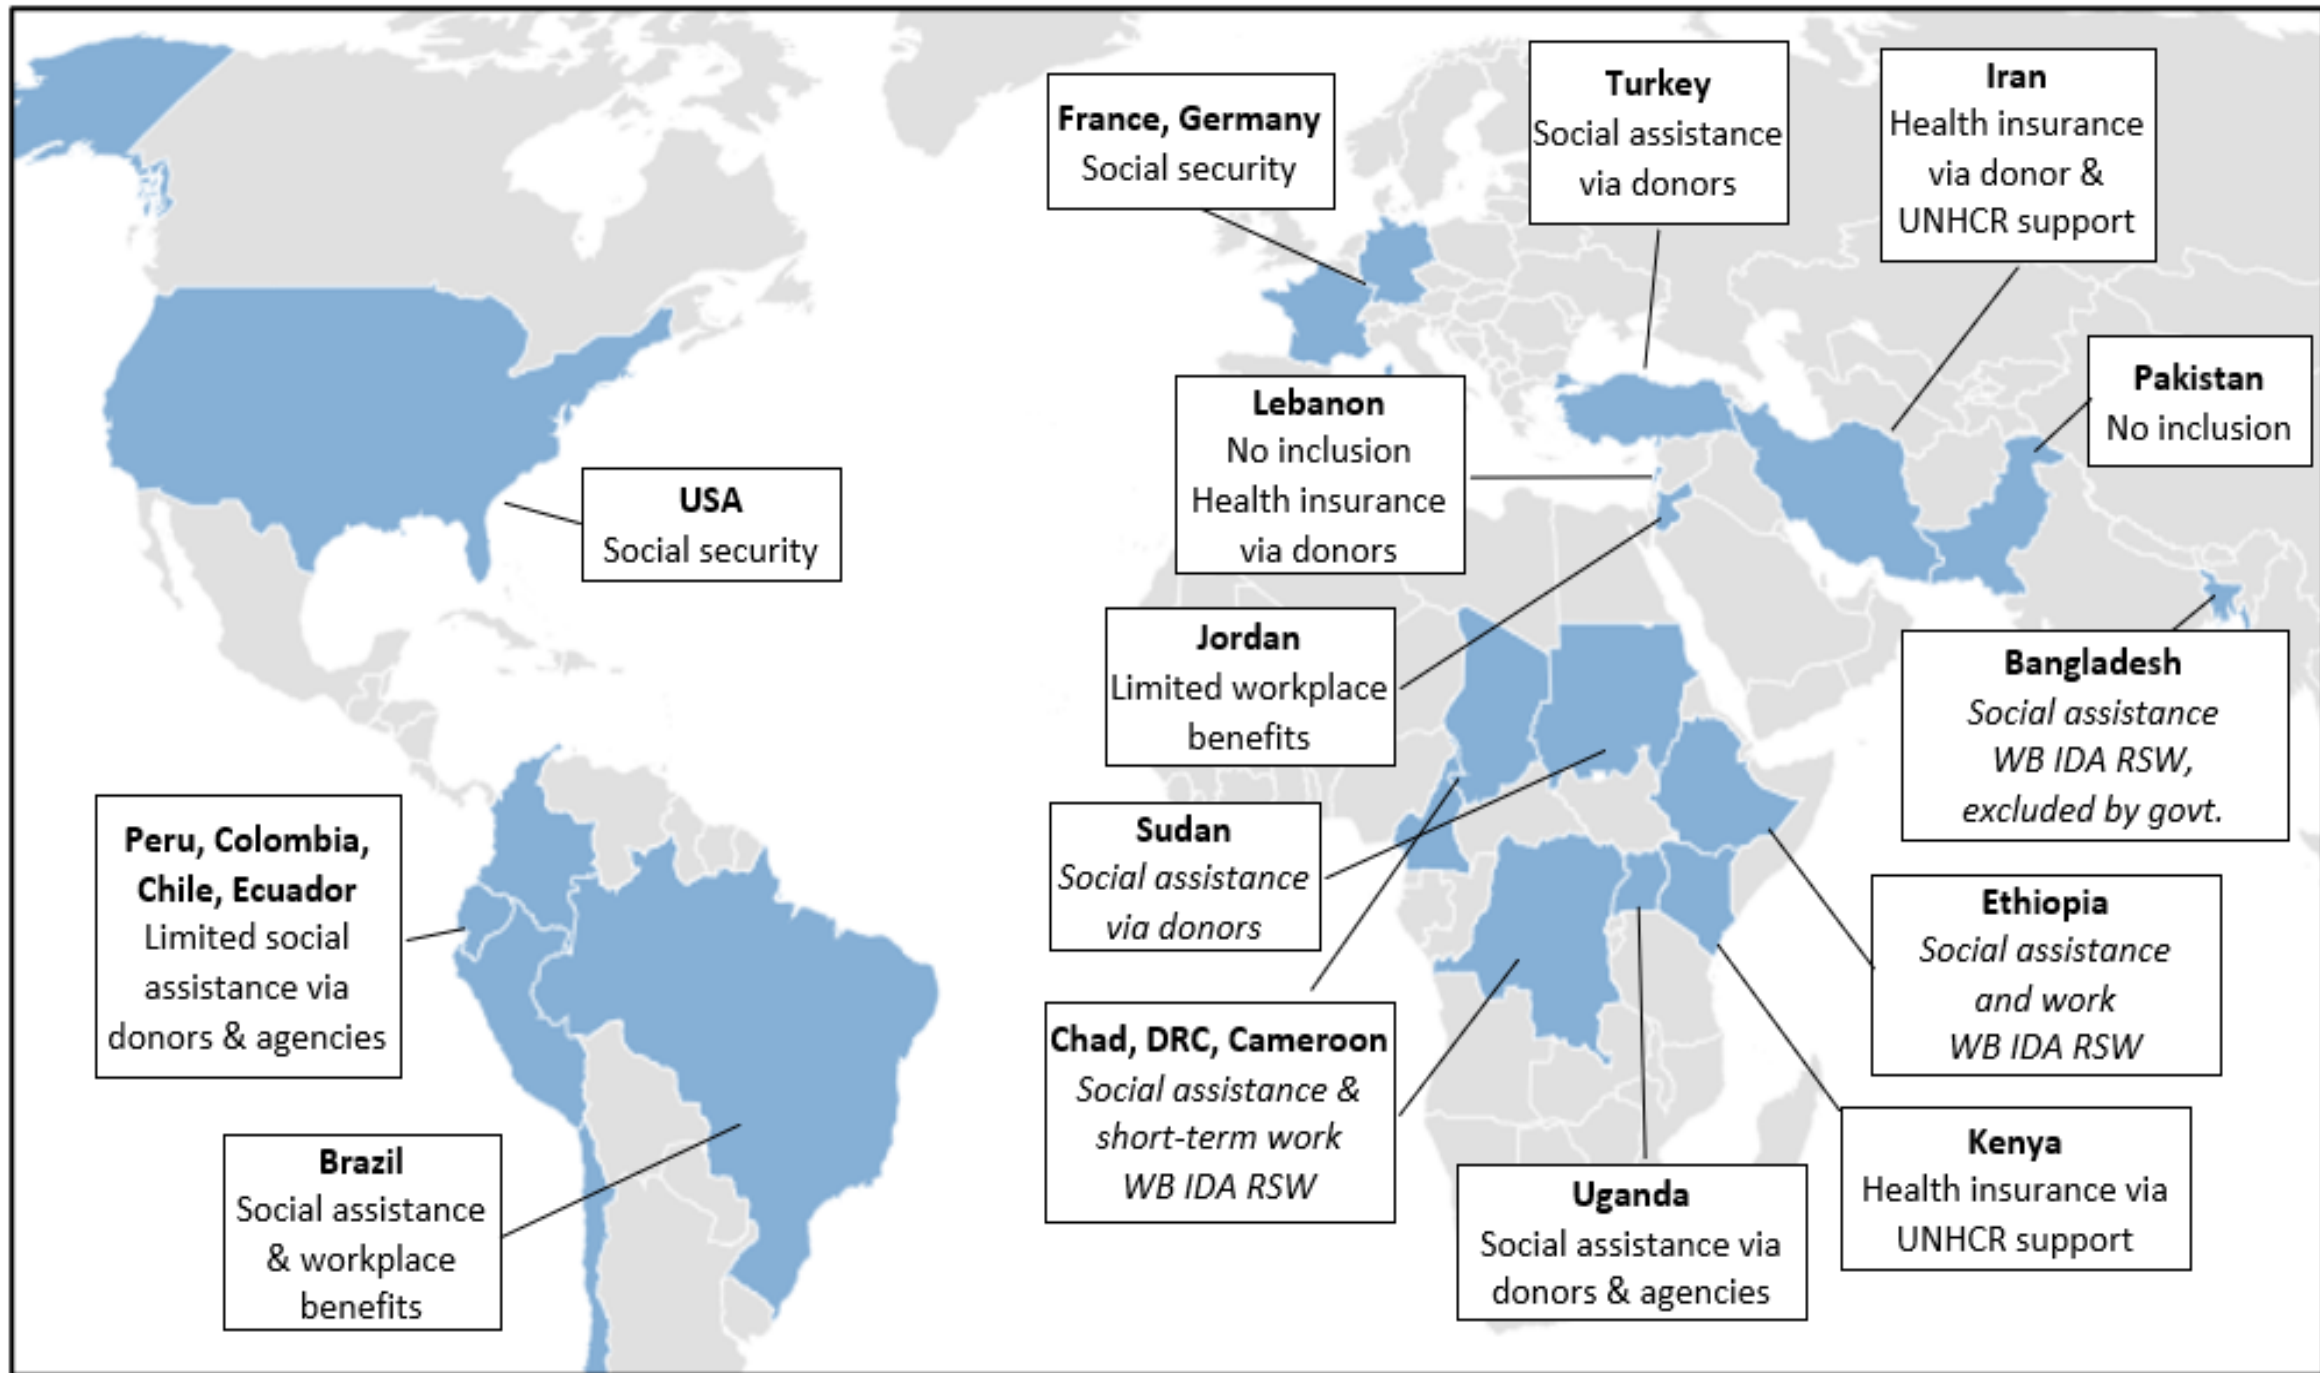 France, Germany
Social security
Turkey
Social assistance
via donors
Iran
Health insurance
via donor &
UNHCR support
Pakistan
No inclusion
Lebanon
No inclusion
Health insurance
via donors
USA
Social security
Jordan
Limited workplace
benefits
Bangladesh
Social assistance
WB IDA RSW,
excluded by govt.
Peru, Colombia,
Chile, Ecuador
Limited social
assistance via
donors & agencies
Sudan
Social assistance
via donors
Ethiopia
Social assistance
and work
WB IDA RSW
Chad, DRC, Cameroon
Social assistance &
short-term work
WB IDA RSW
Kenya
Health insurance via
UNHCR support
Brazil
Social assistance
& workplace
benefits
Uganda
Social assistance via
donors & agencies